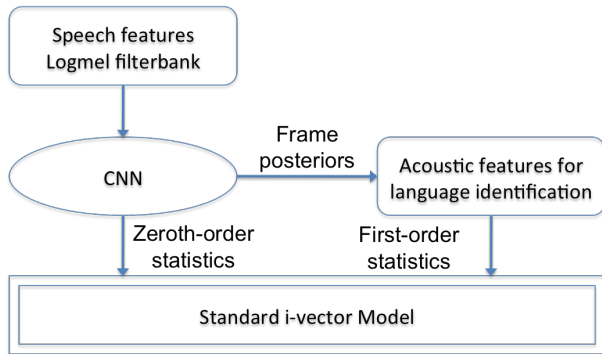 Speech features
Logmel filterbank
Frame
posteriors
CNN
Acoustic features for
language identification
Zeroth-order
statistics
First-order
statistics
Standard i-vector Model